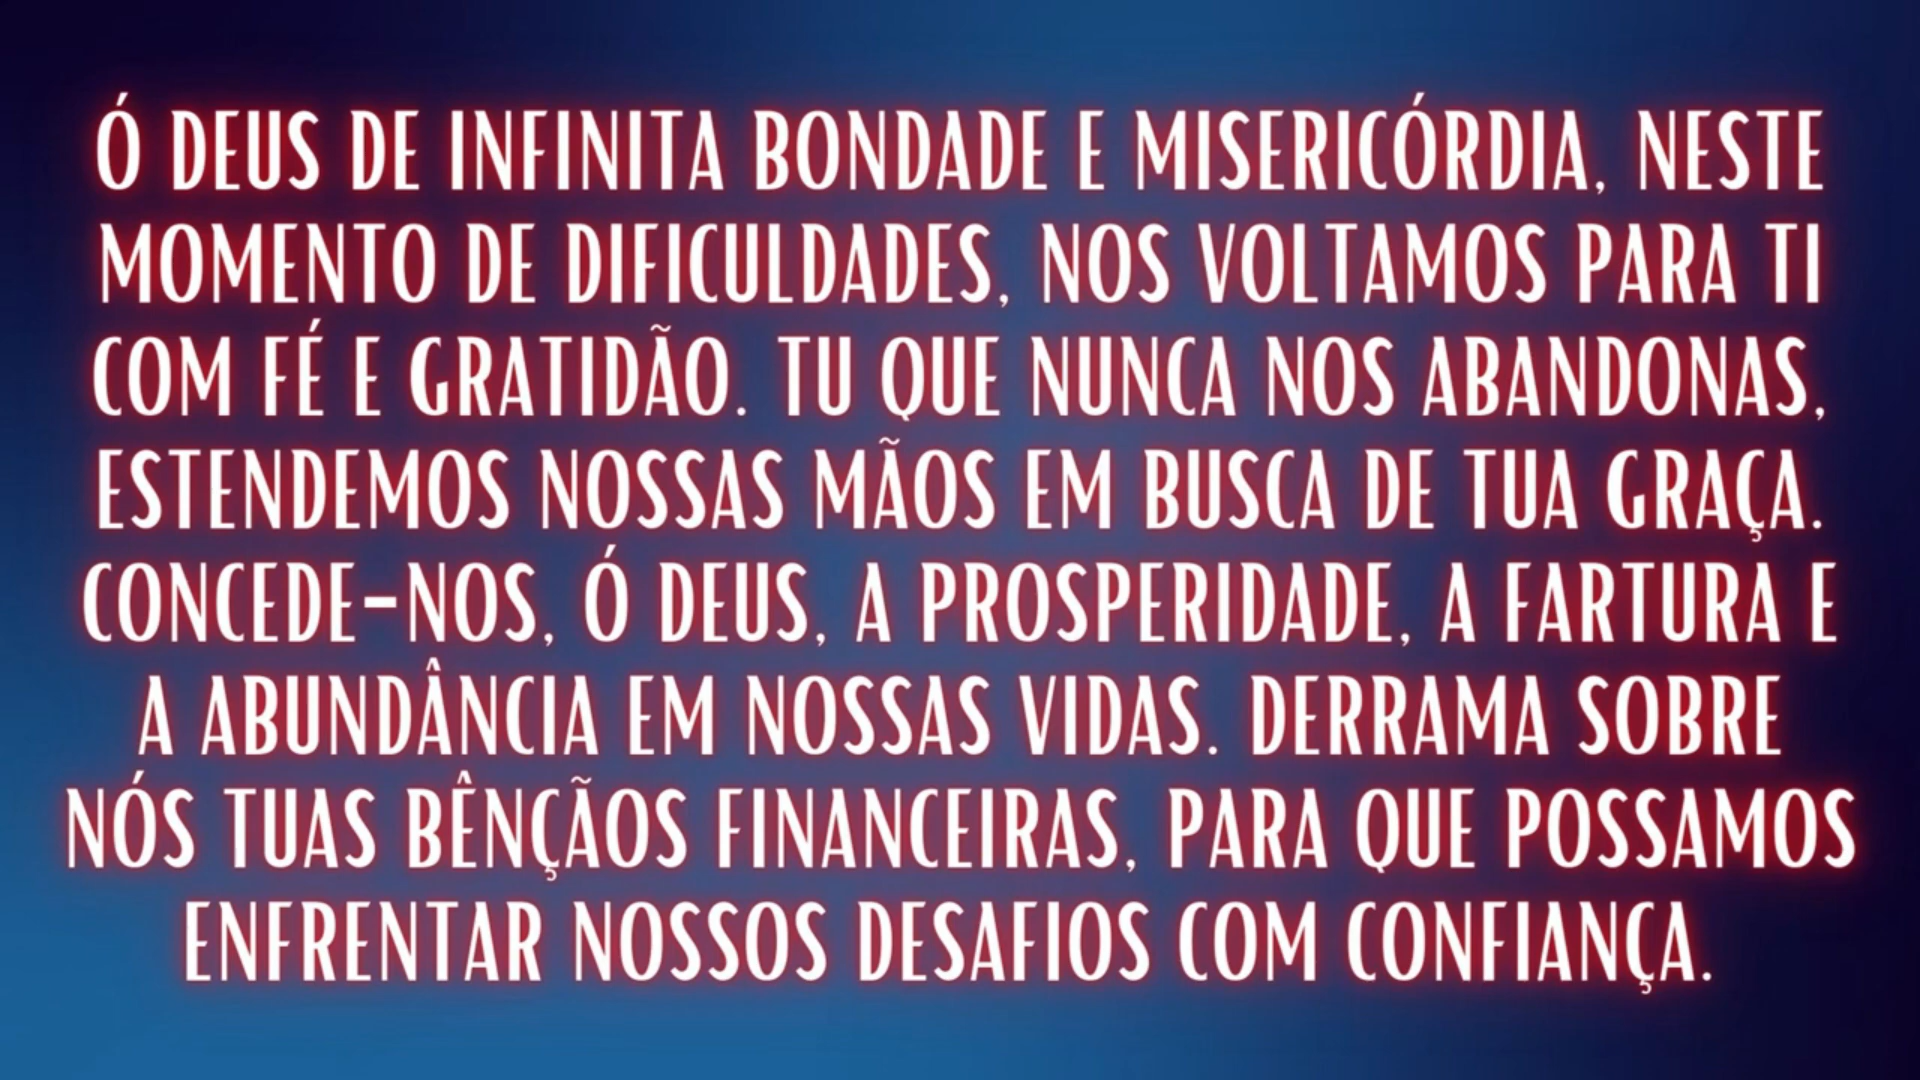 Ó DEUS DE INFINITA BONDADE E MISERICÓRDIA, NESTE
MOMENTO DE DIFICULDADES, NOS VOLTAMOS PARA TI
COM FÉ E GRATIDÃO. TU QUE NUNCA NOS ABANDONAS,
ESTENDEMOS NOSSAS MÃOS EM BUSCA DE TUA GRAÇA.
CONCEDE-NOS, Ó DEUS, A PROSPERIDADE, A FARTURA E
A ABUNDÂNCIA EM NOSSAS VIDAS. DERRAMA SOBRE
NÓS TUAS BÊNÇÃOS FINANCEIRAS, PARA QUE POSSAMOS
ENFRENTAR NOSSOS DESAFIOS COM CONFIANÇA.